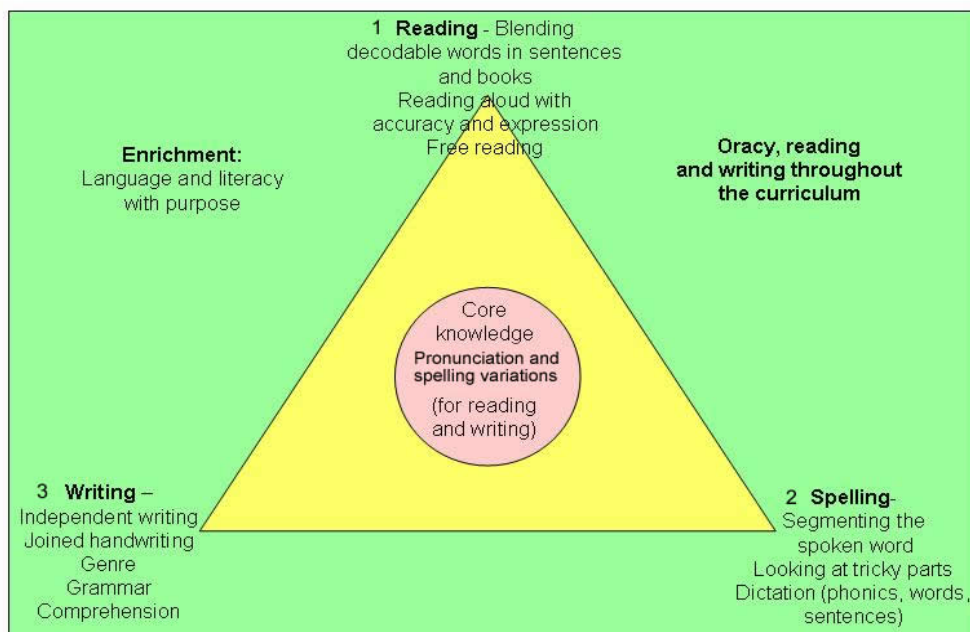 1 Reading - Blending
decodable words in sentences
and books
Reading aloud with
accuracy and expression
Free reading
Enrichment:
Language and literacy
with purpose
Oracy, reading
and writing throughout
the curriculum
Core
knowledge
Pronunciation and
spelling variations
(for reading
and writing)
3 Writing –
Independent writing
Joined handwriting
Genre
Grammar
Comprehension
2 Spelling-
Segmenting the
spoken word
Looking at tricky parts
Dictation (phonics, words,
sentences)